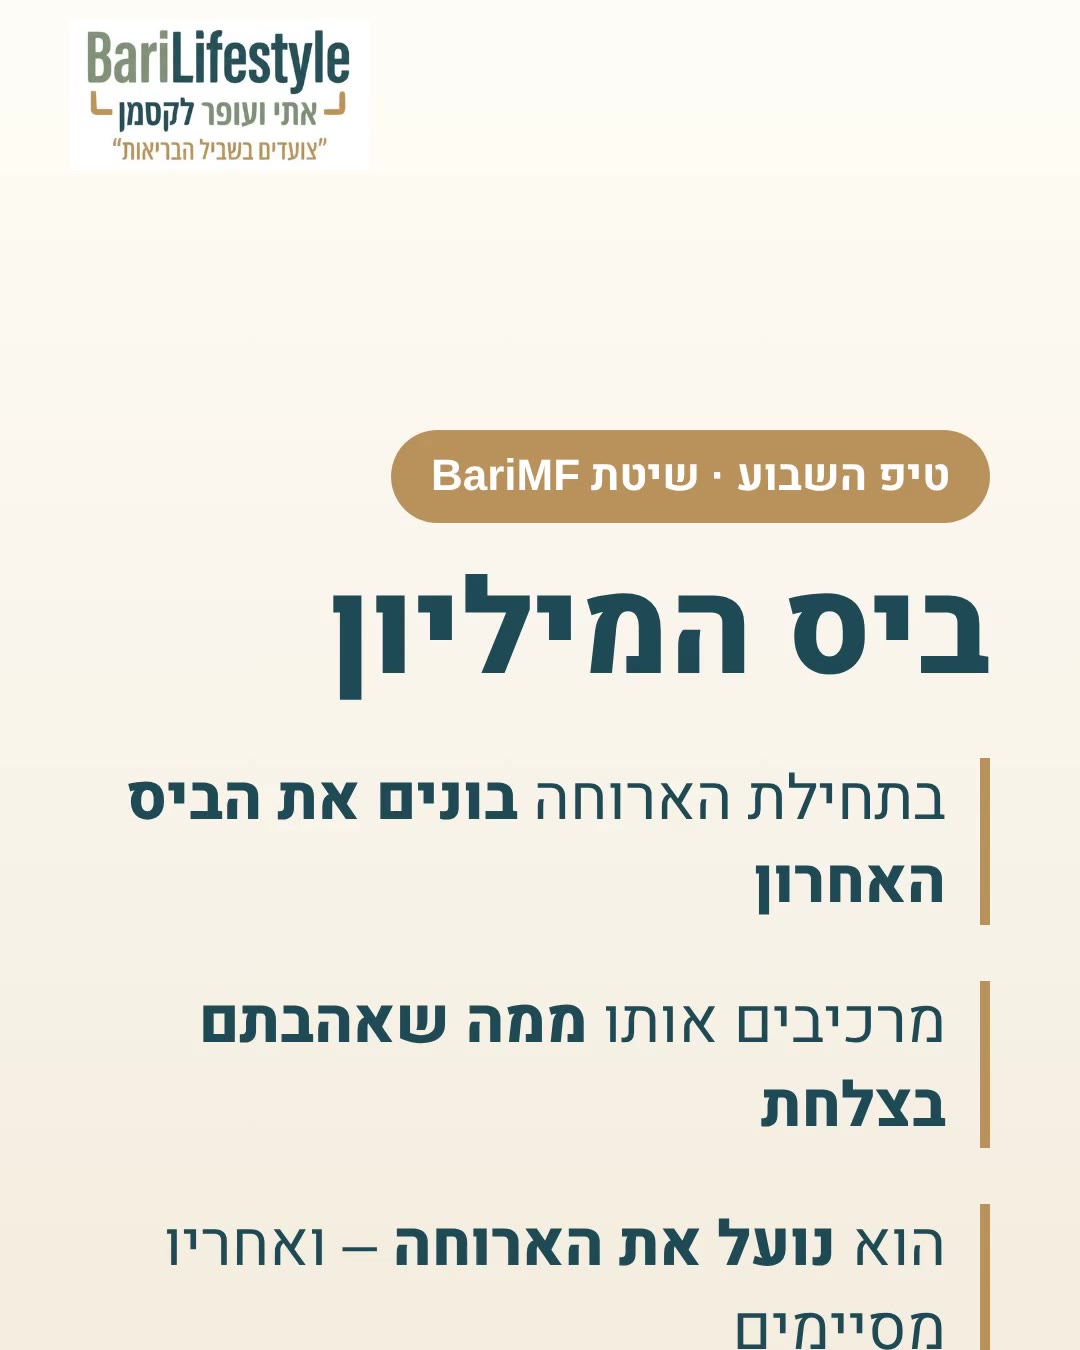 BariLifestyle
אתי ועופר לקסמן
"צועדים בשביל הבריאות"
טיפ השבוע · שיטת BariMF
ביס המיליון
בתחילת הארוחה בונים את הביס
האחרון
מרכיבים אותו ממה שאהבתם
בצלחת
הוא נועל את הארוחה – ואחריו
מסיימים